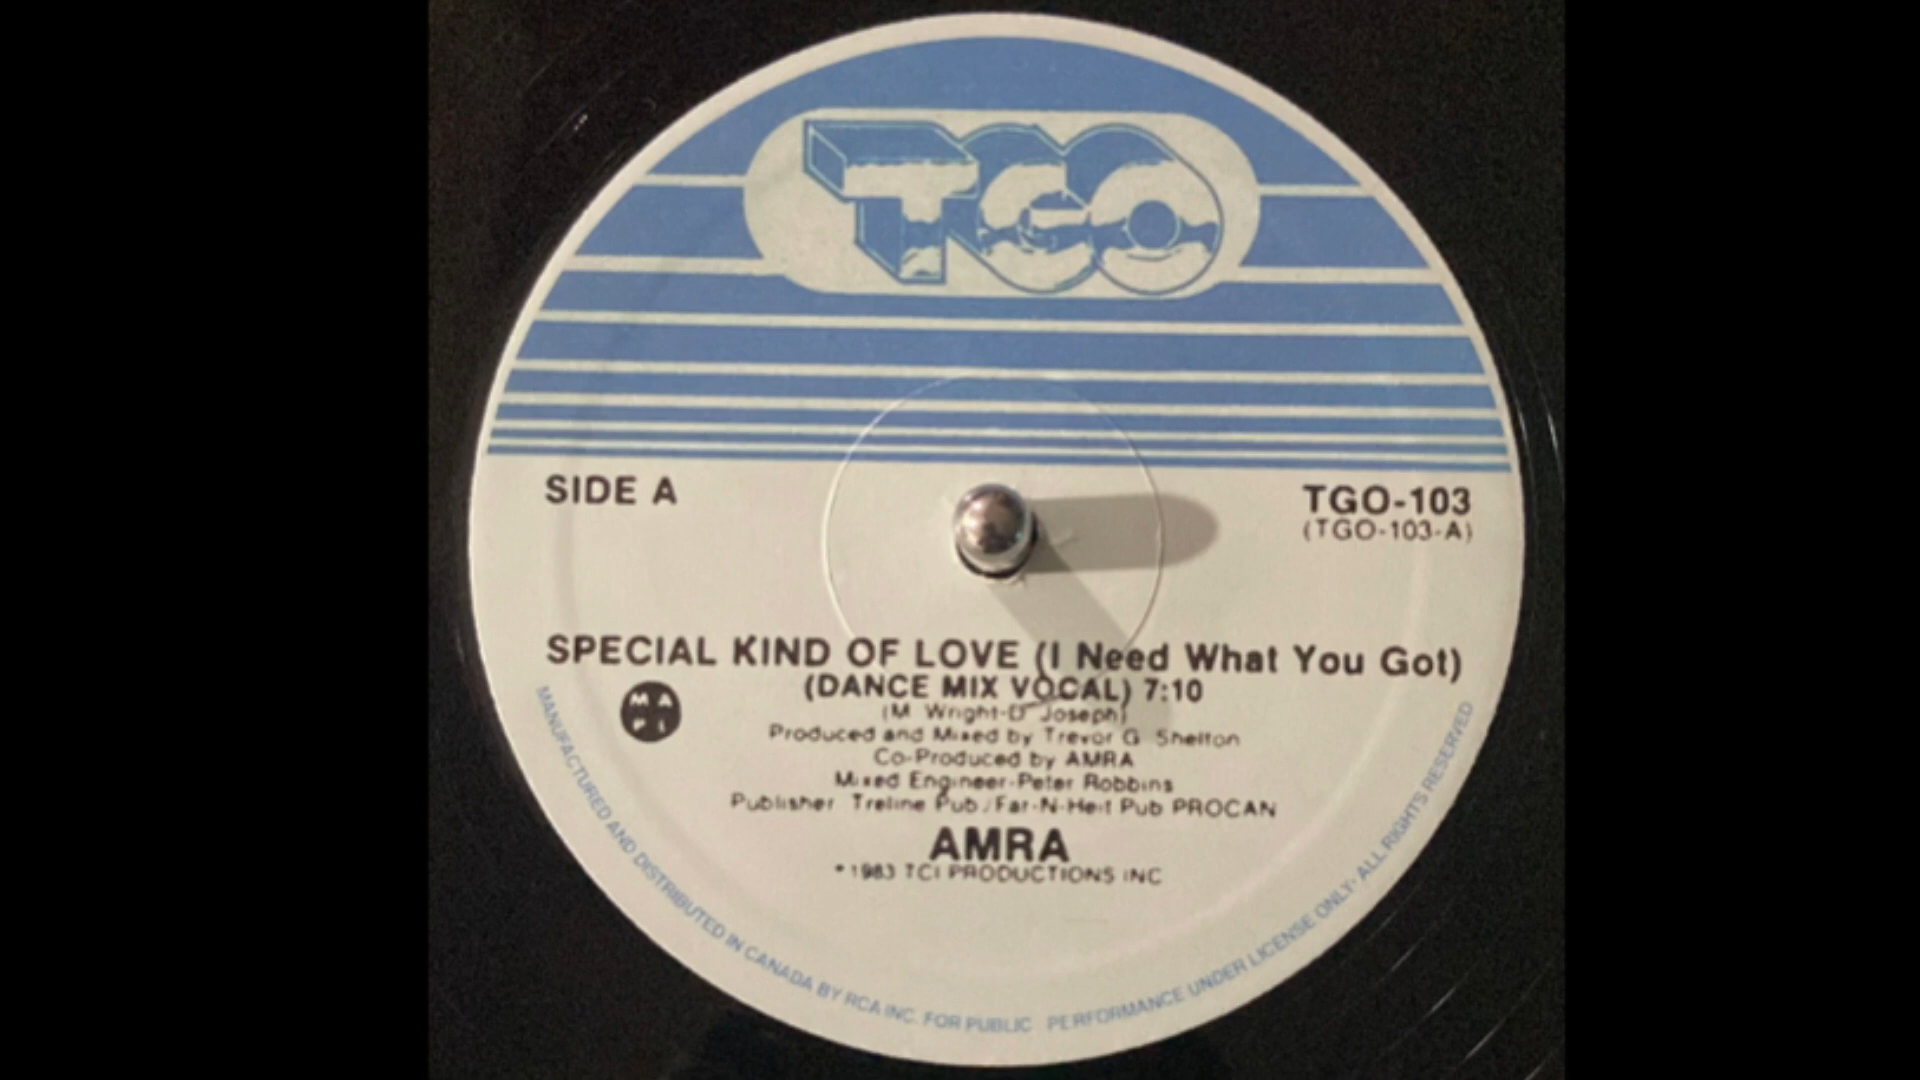 TGO
SIDE A
TGO-103
(TGO-103-A)
SPECIAL KIND OF LOVE (I Need What You Got)
(DANCE MIX VOCAL) 7:10
MA
PL
(M. Wright-D. Joseph)
Produced and Mixed by Trevor G. Shelton
Co-Produced by AMRA
Mixed Engineer-Peter Robbins
Publisher: Treline Pub./Far-N-Heit Pub PROCAN
AMRA
1983 TCI PRODUCTIONS INC
MANUFACTURED AND DISTRIBUTED IN CANADA BY RCA INC. FOR PUBLIC PERFORMANCE UNDER LICENSE ONLY- ALL RIGHTS RESERVED